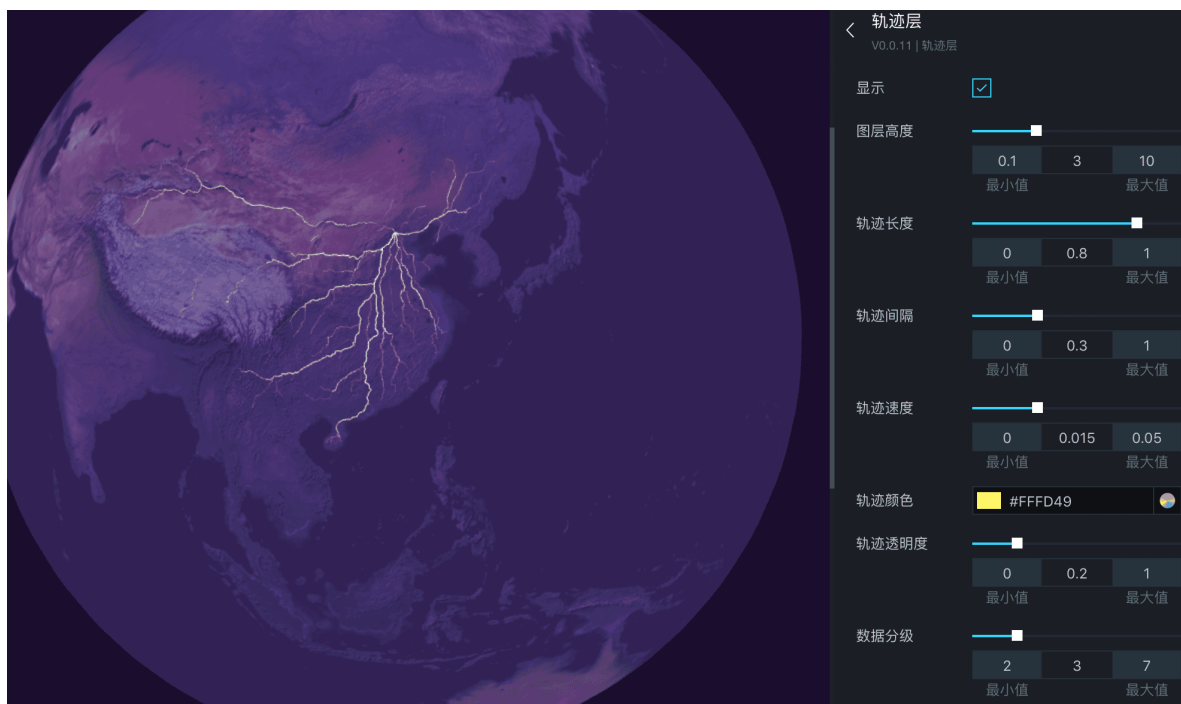 轨迹层
V0.0.11 | 轨迹层
显示
图层高度
0.1 3 10
最小值 最大值
轨迹长度
0 0.8 1
最小值 最大值
轨迹间隔
0 0.3 1
最小值 最大值
轨迹速度
0 0.015 0.05
最小值 最大值
轨迹颜色 #FFFD49
轨迹透明度
0 0.2 1
最小值 最大值
数据分级
2 3 7
最小值 最大值